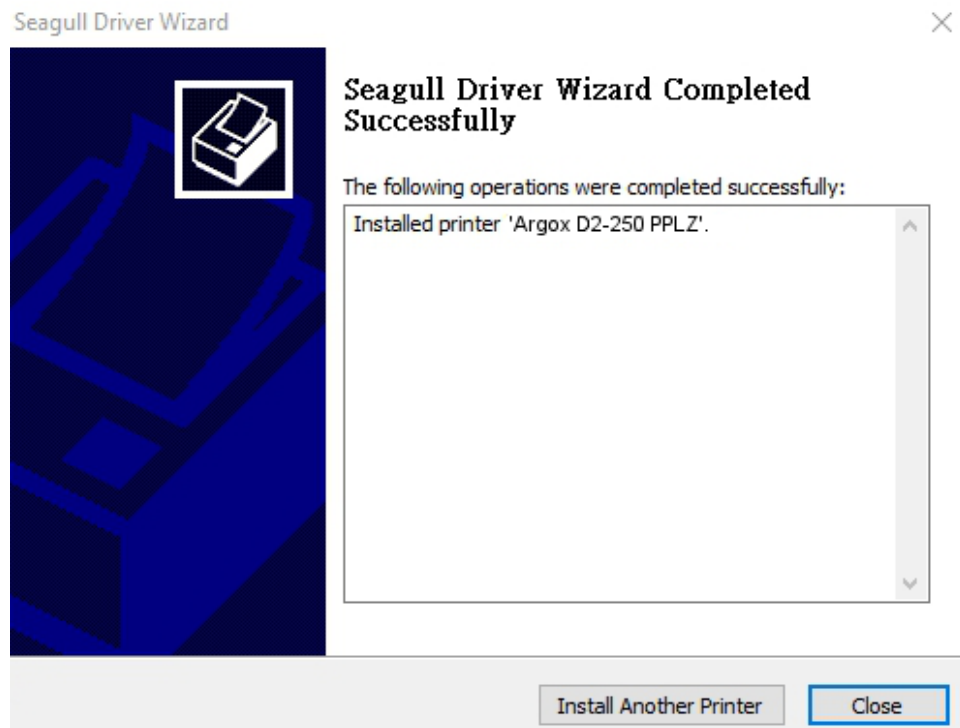 Seagull Driver Wizard
Seagull Driver Wizard Completed
Successfully
The following operations were completed successfully:
Installed printer 'Argox D2-250 PPLZ'.
Install Another Printer
Close